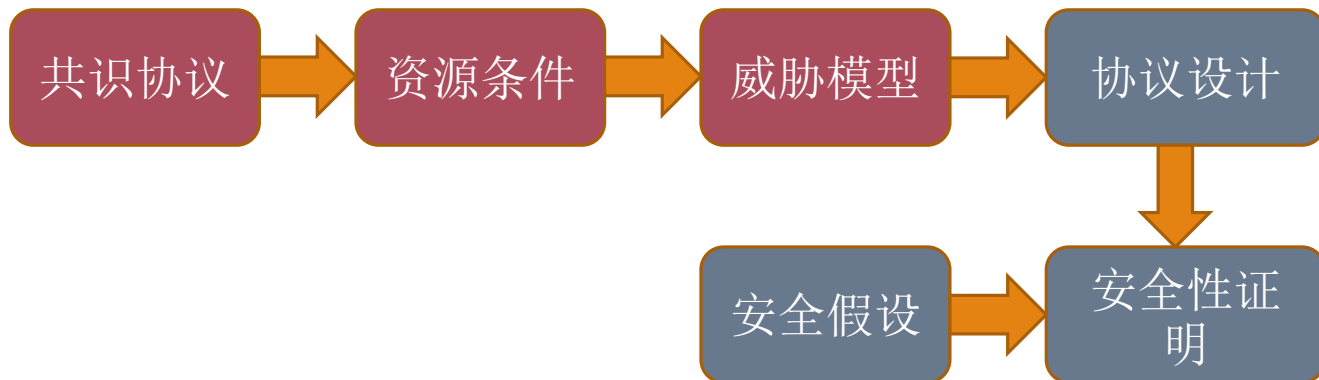 共识协议
资源条件
威胁模型
协议设计
安全假设
安全性证
明